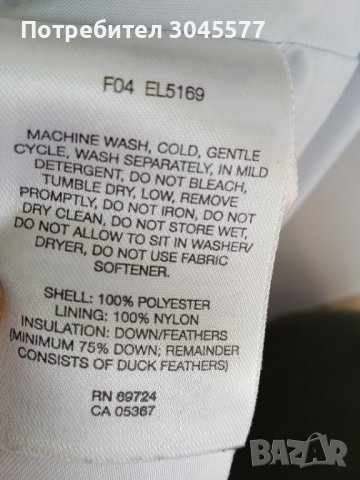 Потребител 3045577
F04 EL5169
MACHINE WASH, COLD, GENTLE
CYCLE, WASH SEPARATELY, IN MILD
DETERGENT, DO NOT BLEACH,
TUMBLE DRY, LOW, REMOVE
PROMPTLY, DO NOT IRON, DO NOT
DRY CLEAN, DO NOT STORE WET,
DO NOT ALLOW TO SIT IN WASHER/
DRYER, DO NOT USE FABRIC
SOFTENER.
SHELL: 100% POLYESTER
LINING: 100% NYLON
INSULATION: DOWN/FEATHERS
(MINIMUM 75% DOWN; REMAINDER
CONSISTS OF DUCK FEATHERS)
RN 69724
CA 05367
BAZAR